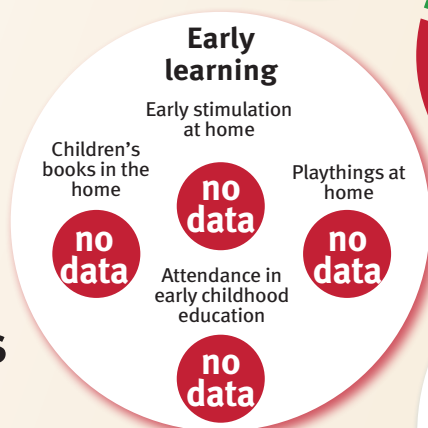 Early
learning
Early stimulation
at home
no
data
Children's
books in the
home
no
data
Playthings at
home
no
data
Attendance in
early childhood
education
no
data
s